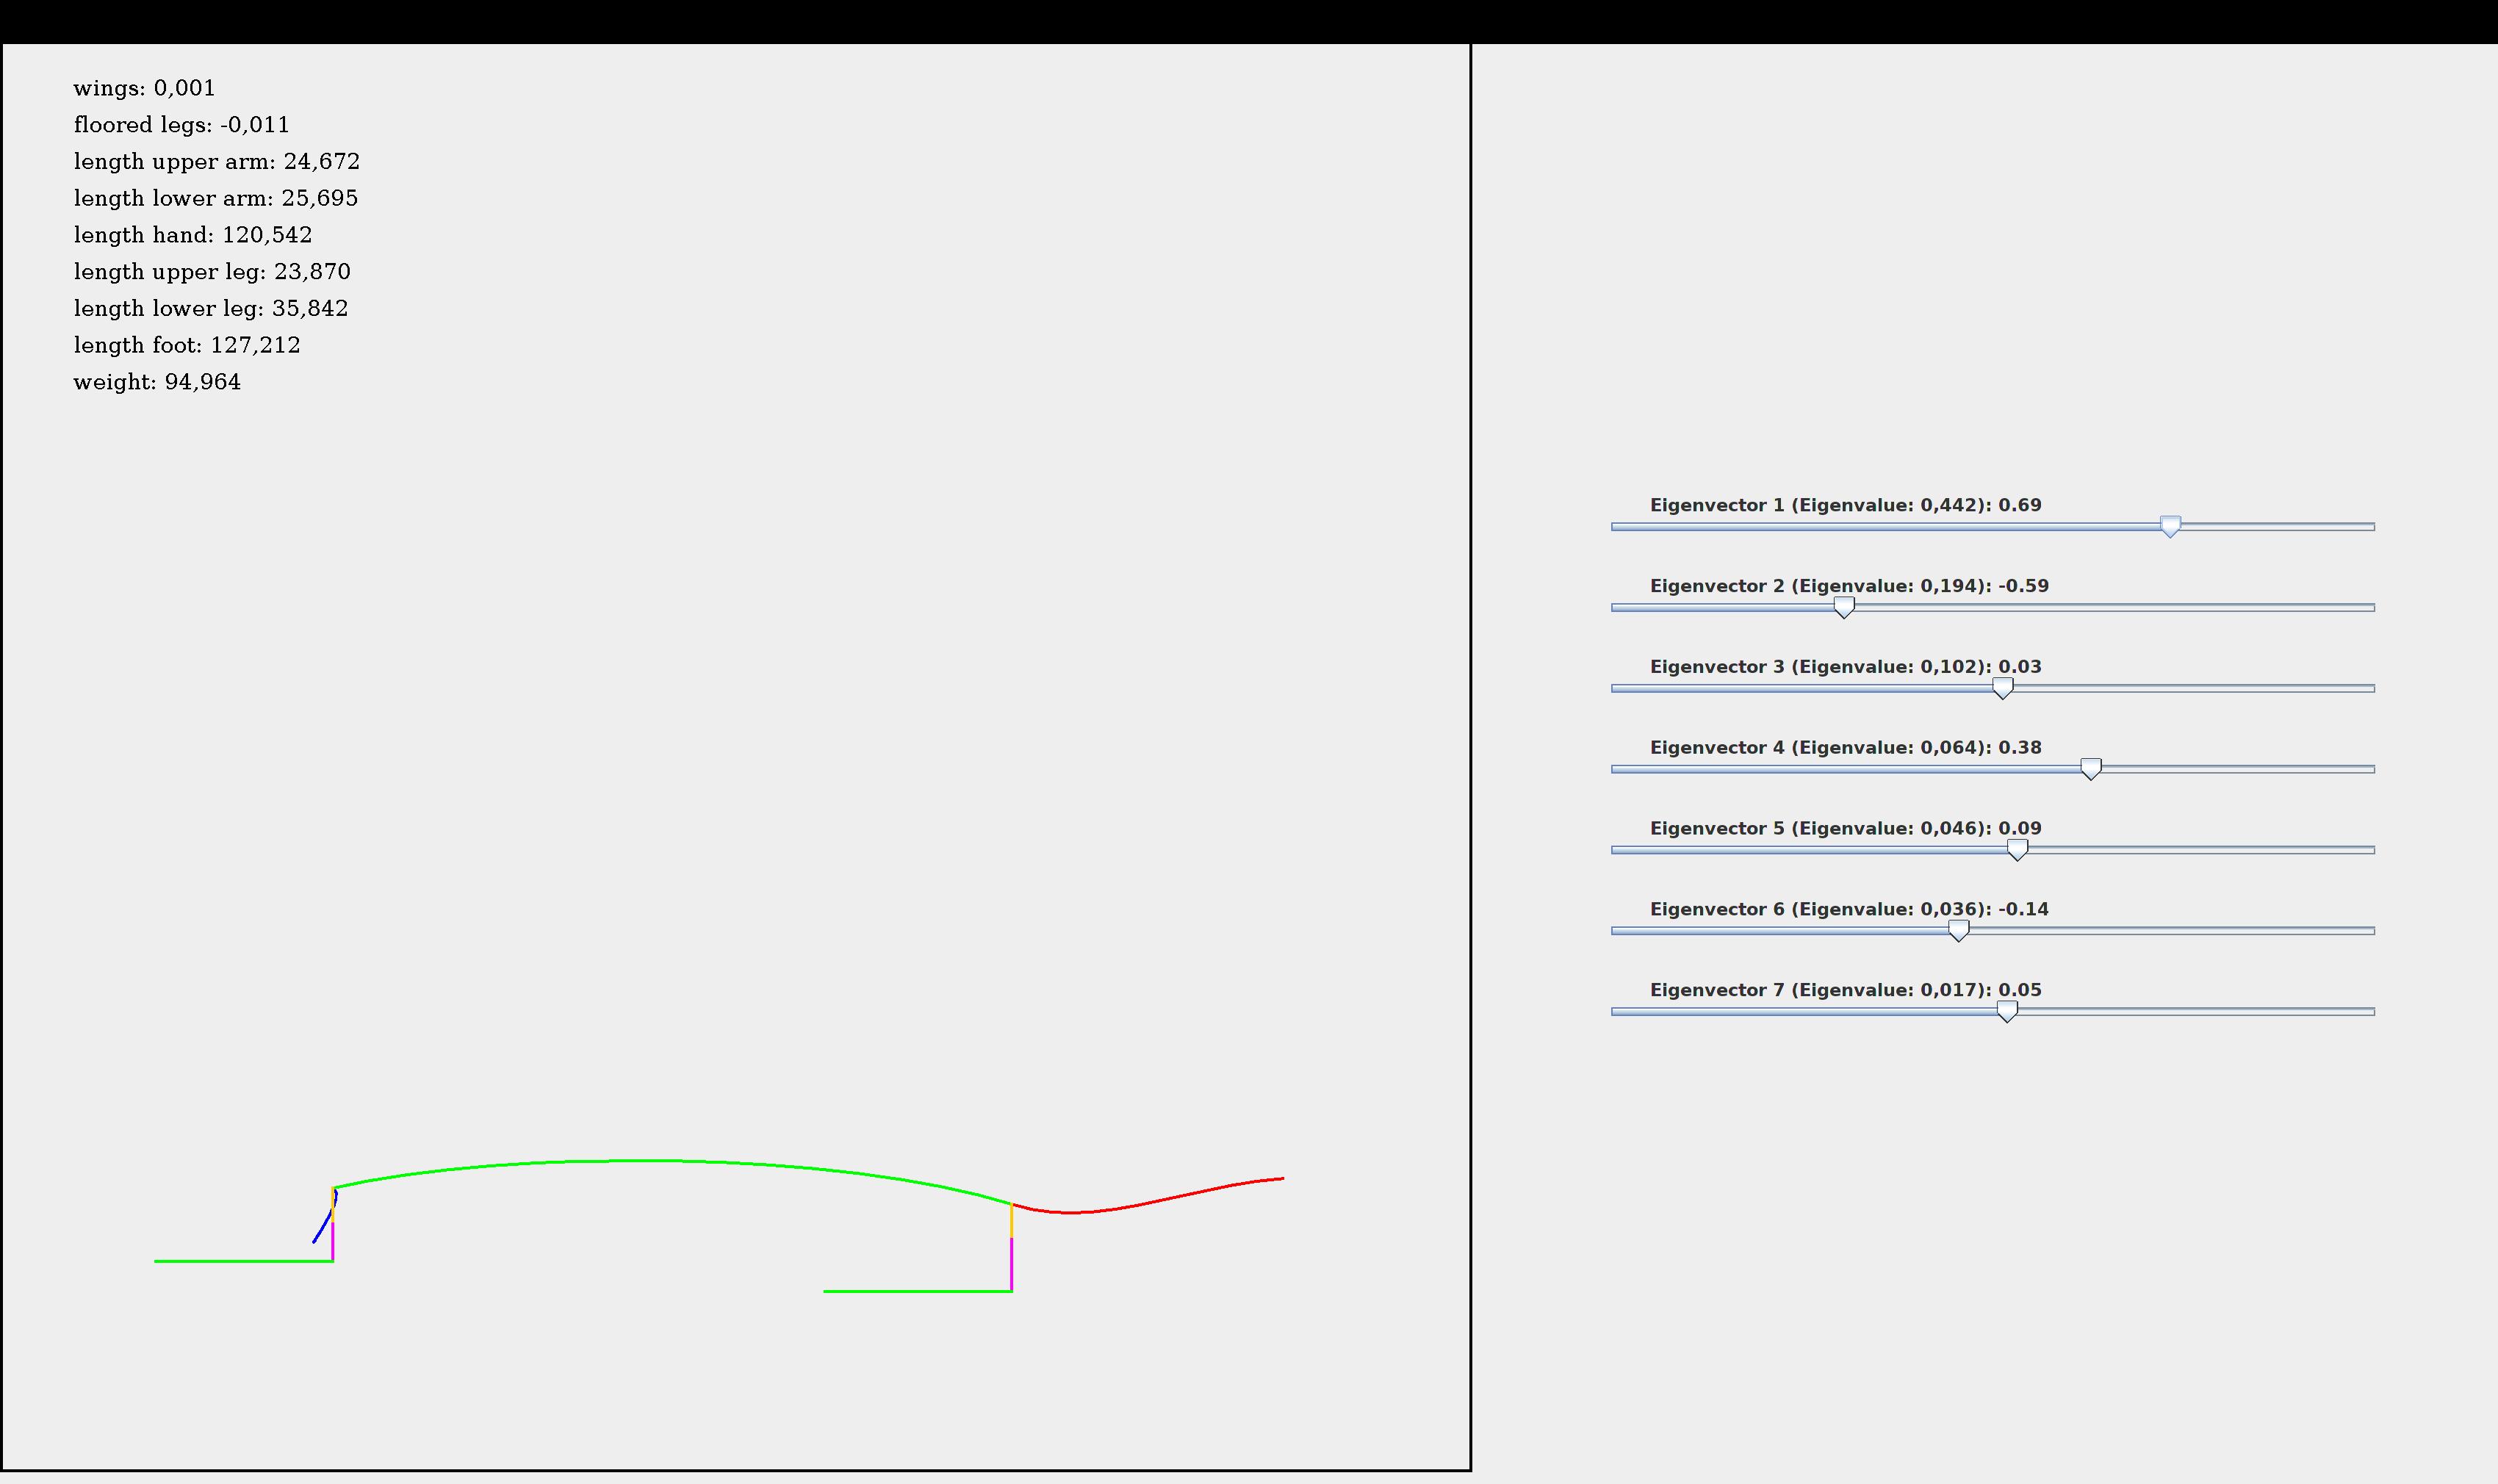 wings: 0,001
floored legs: -0,011
length upper arm: 24,672
length lower arm: 25,695
length hand: 120,542
length upper leg: 23,870
length lower leg: 35,842
length foot: 127,212
weight: 94,964
Eigenvector 1 (Eigenvalue: 0,442): 0.69
Eigenvector 2 (Eigenvalue: 0,194): -0.59
Eigenvector 3 (Eigenvalue: 0,102): 0.03
Eigenvector 4 (Eigenvalue: 0,064): 0.38
Eigenvector 5 (Eigenvalue: 0,046): 0.09
Eigenvector 6 (Eigenvalue: 0,036): -0.14
Eigenvector 7 (Eigenvalue: 0,017): 0.05